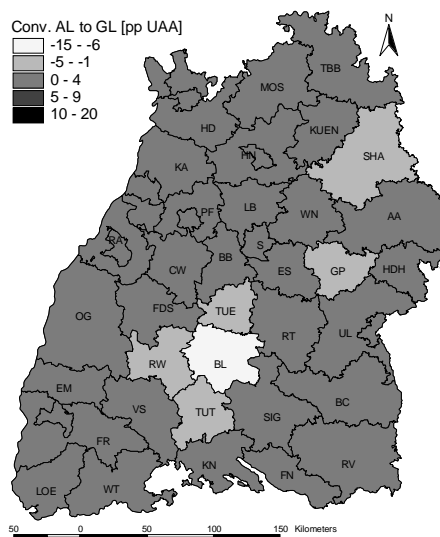 Conv. AL to GL [pp UAA]
-15 - -6
-5 - -1
0 - 4
5 - 9
10 - 20
N
TBB
MOS
HD
KUEN
HN
SHA
KA
PF
LB
WN
AA
RA
S
CW
BB
ES
GP
HDH
OG
FDS
TUE
RT
UL
RW
BL
EM
VS
TUT
SIG
BC
FR
KN
FN
RV
LOE
WT
50 0 50 100 150 Kilometers